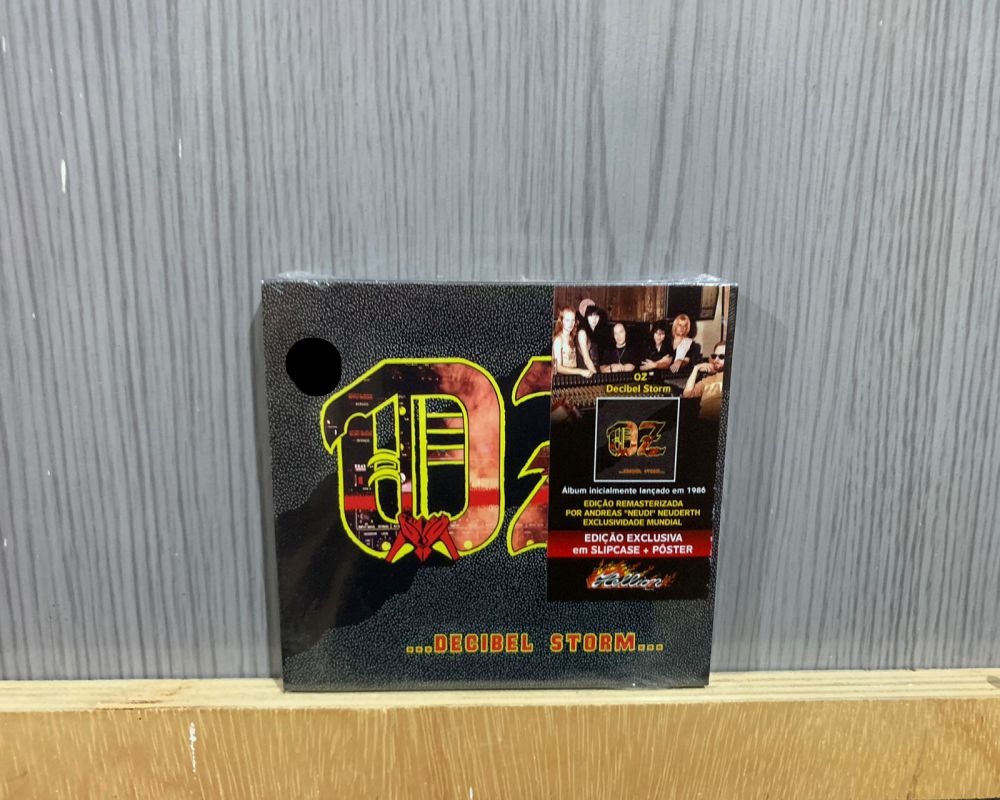 OZ
...DECIBEL STORM...
OZ
Decibel Storm
OZ
Álbum inicialmente lançado em 1986
EDIÇÃO REMASTERIZADA
POR ANDREAS "NEUDI" NEUDERTH
EXCLUSIVIDADE MUNDIAL
EDIÇÃO EXCLUSIVA
em SLIPCASE + PÔSTER
Hellion